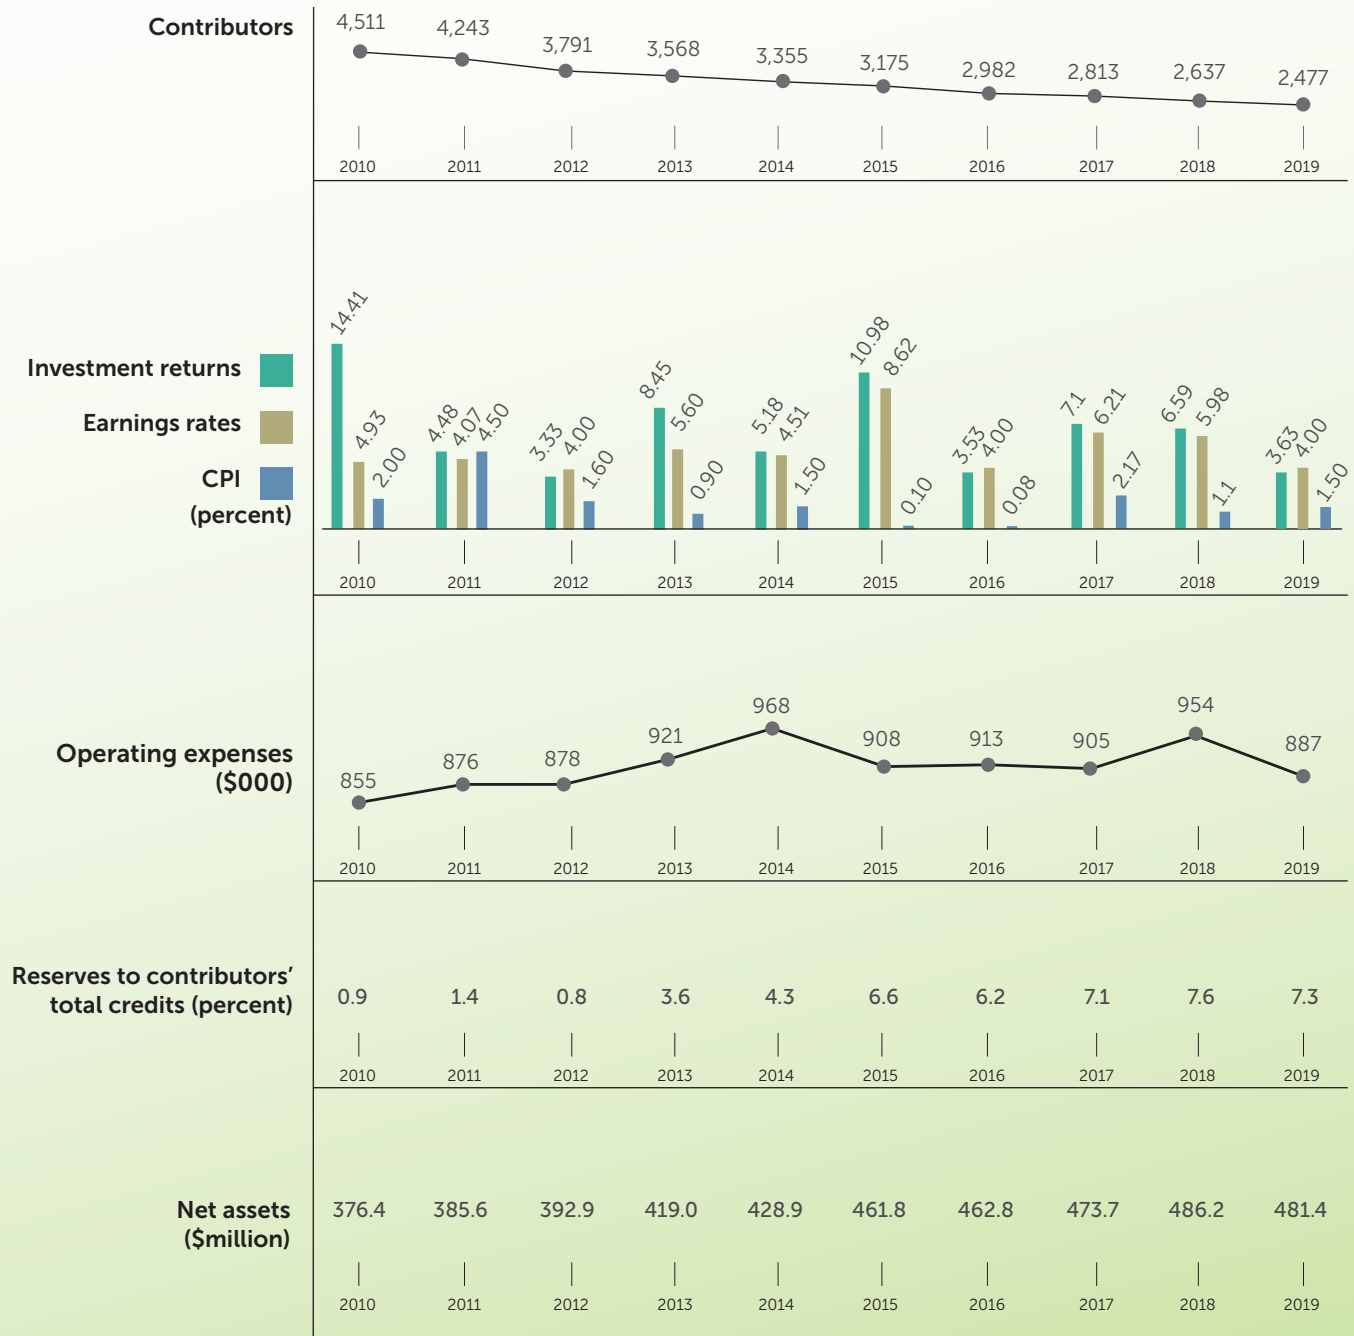 Contributors
4,511 4,243 3,791 3,568 3,355 3,175 2,982 2,813 2,637 2,477
2010 2011 2012 2013 2014 2015 2016 2017 2018 2019
Investment returns
Earnings rates
CPI
(percent)
14.41 4.93 2.00 4.48 4.07 4.50 3.33 4.00 1.60 8.45 5.60 0.90 5.18 4.51 1.50 10.98 8.62 0.10 3.53 4.00 0.08 7.1 6.21 2.17 6.59 5.98 1.1 3.63 4.00 1.50
2010 2011 2012 2013 2014 2015 2016 2017 2018 2019
Operating expenses
($000)
855 876 878 921 968 908 913 905 954 887
2010 2011 2012 2013 2014 2015 2016 2017 2018 2019
Reserves to contributors’
total credits (percent)
0.9 1.4 0.8 3.6 4.3 6.6 6.2 7.1 7.6 7.3
2010 2011 2012 2013 2014 2015 2016 2017 2018 2019
Net assets
($million)
376.4 385.6 392.9 419.0 428.9 461.8 462.8 473.7 486.2 481.4
2010 2011 2012 2013 2014 2015 2016 2017 2018 2019